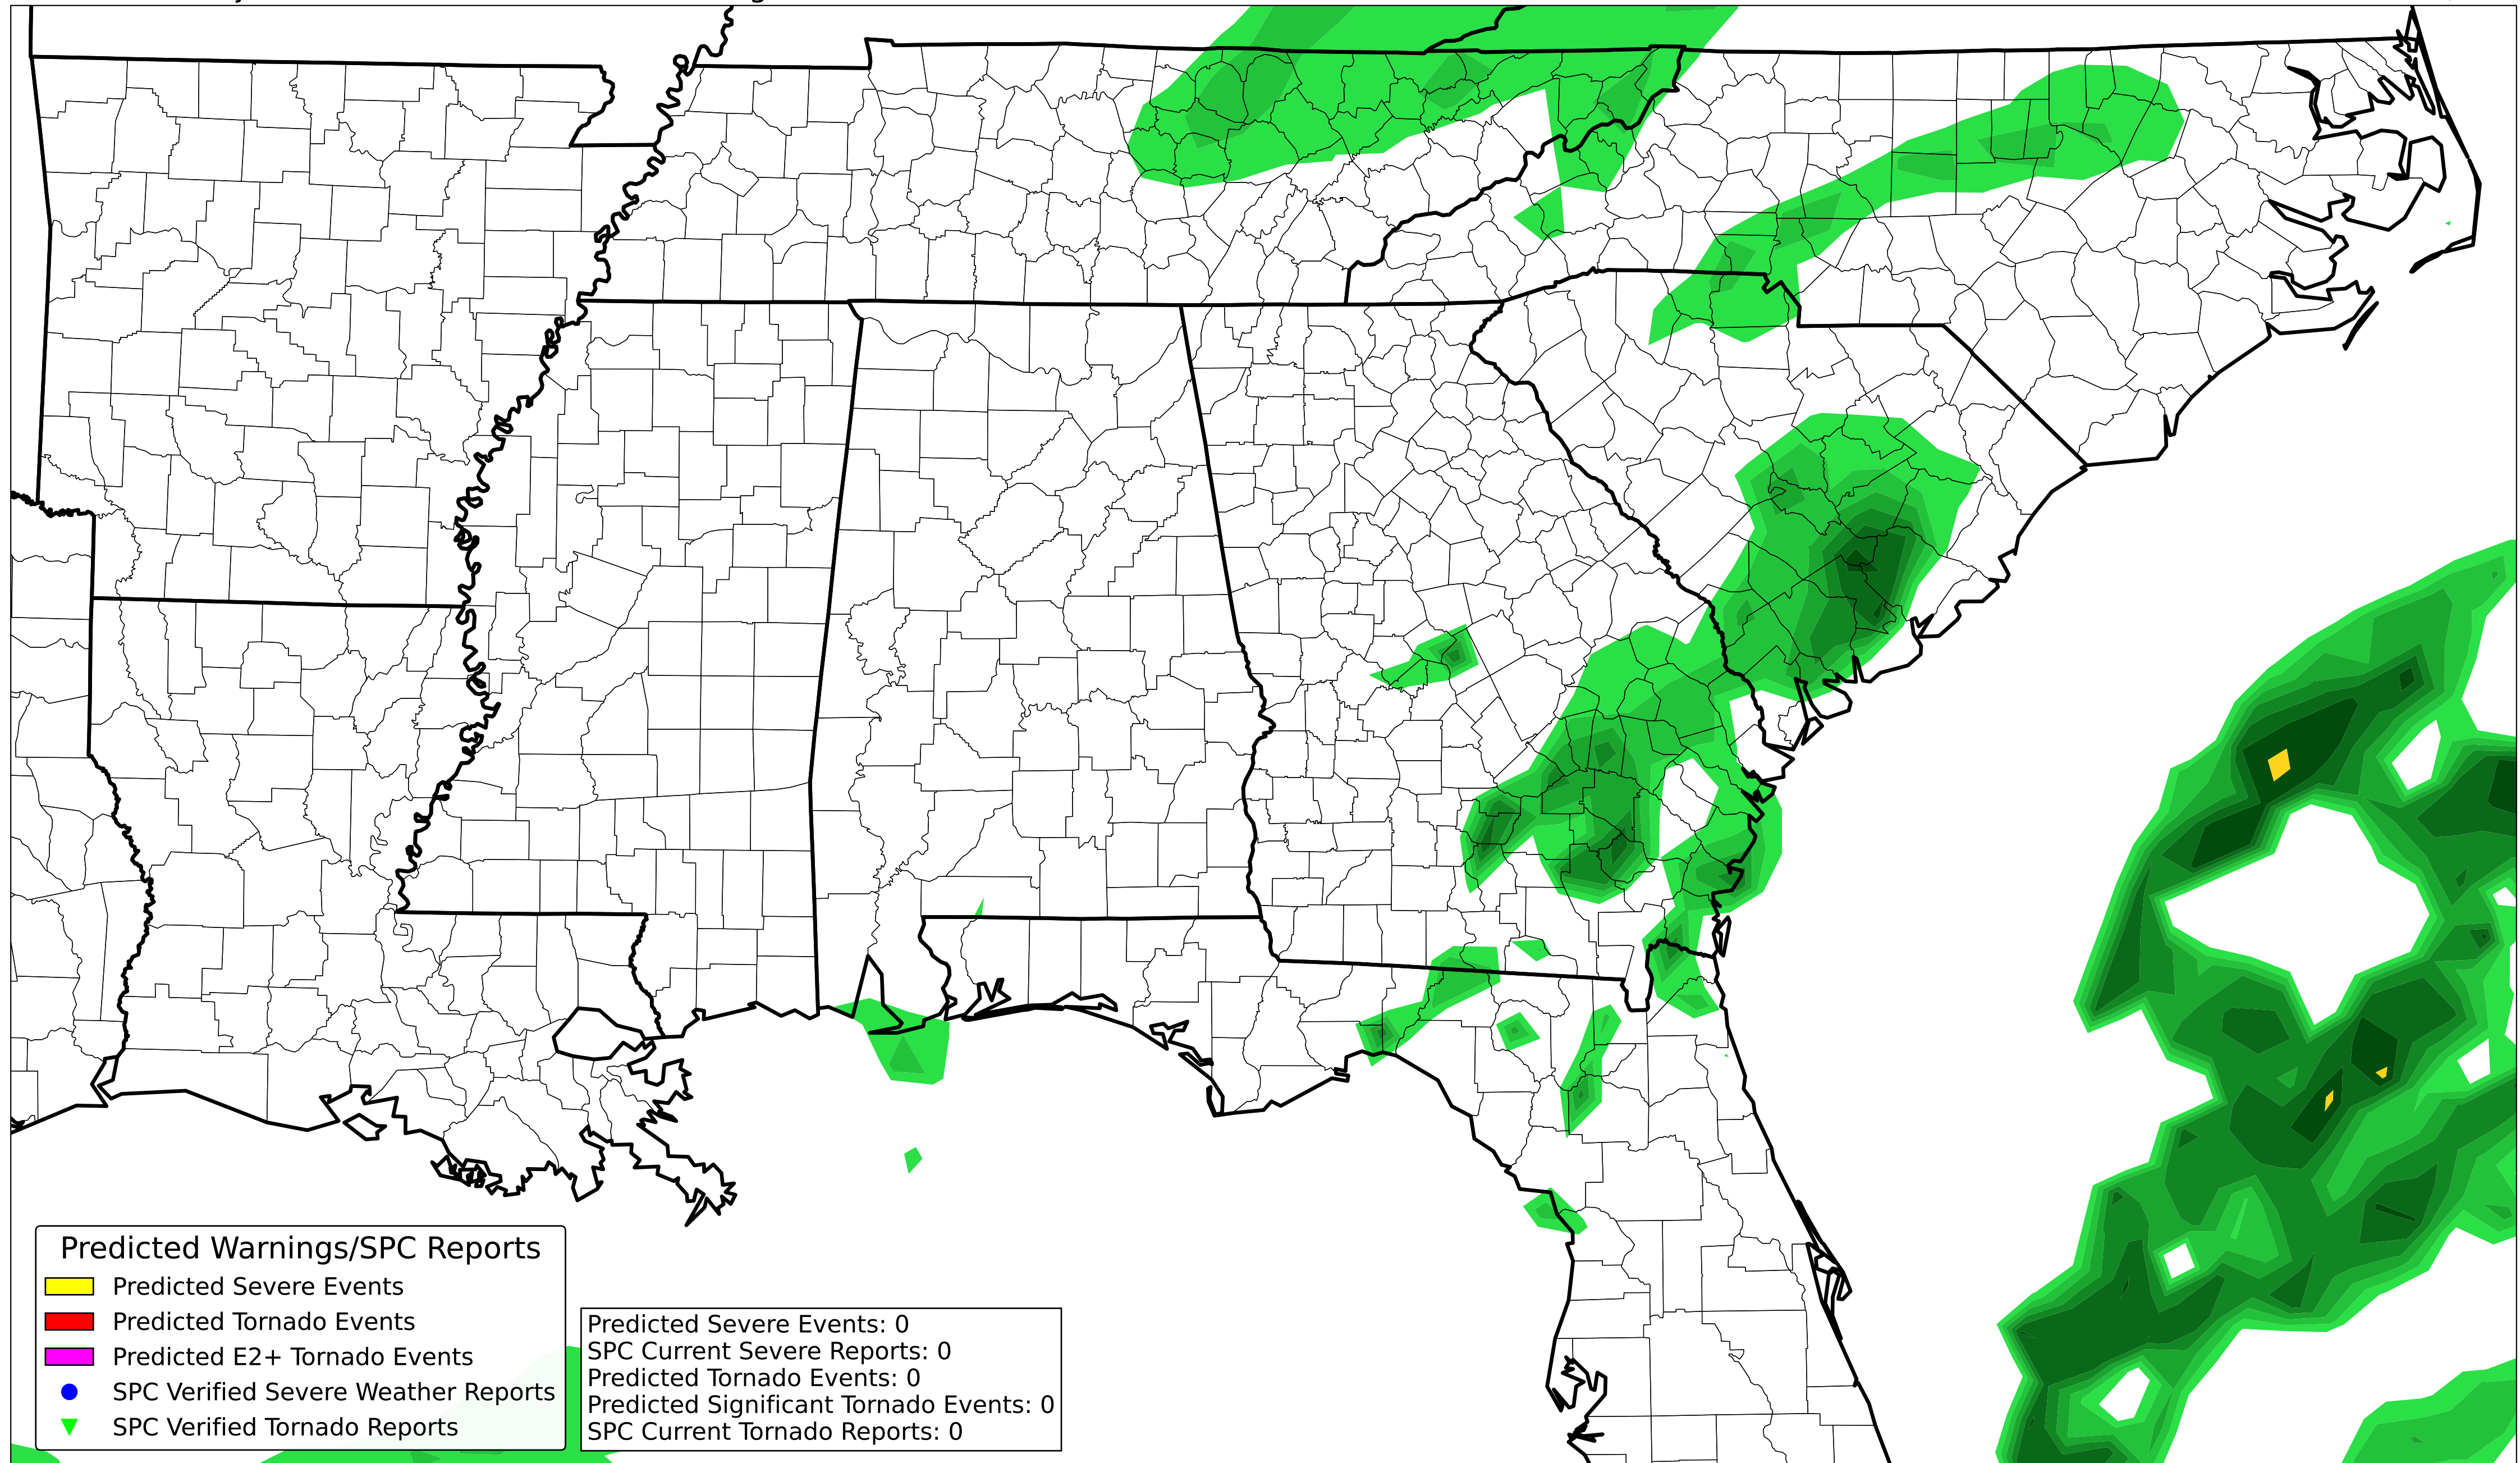 Predicted Warnings/SPC Reports
Predicted Severe Events
Predicted Tornado Events
Predicted E2+ Tornado Events
SPC Verified Severe Weather Reports
SPC Verified Tornado Reports
Predicted Severe Events: 0
SPC Current Severe Reports: 0
Predicted Tornado Events: 0
Predicted Significant Tornado Events: 0
SPC Current Tornado Reports: 0